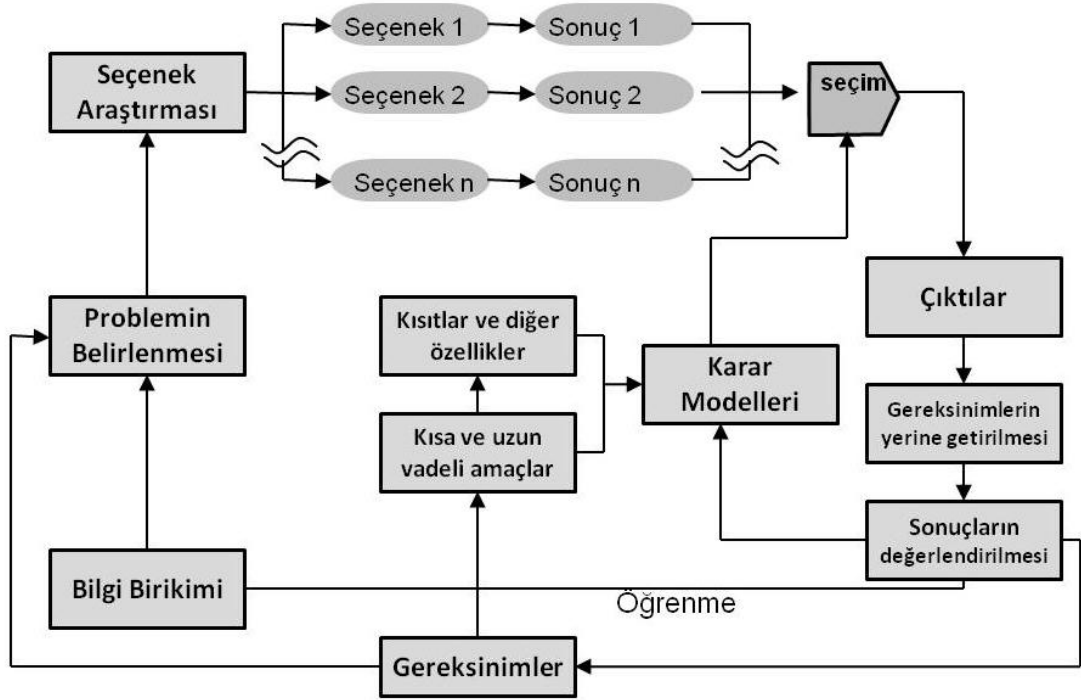 Seçenek 1
Sonuç 1
Seçenek
Araştırması
Seçenek 2
Sonuç 2
seçim
Seçenek n
Sonuç n
Problemin
Belirlenmesi
Kısıtlar ve diğer
özellikler
Karar
Modelleri
Çıktılar
Kısa ve uzun
vadeli amaçlar
Gereksinimlerin
yerine getirilmesi
Sonuçların
değerlendirilmesi
Bilgi Birikimi
Öğrenme
Gereksinimler